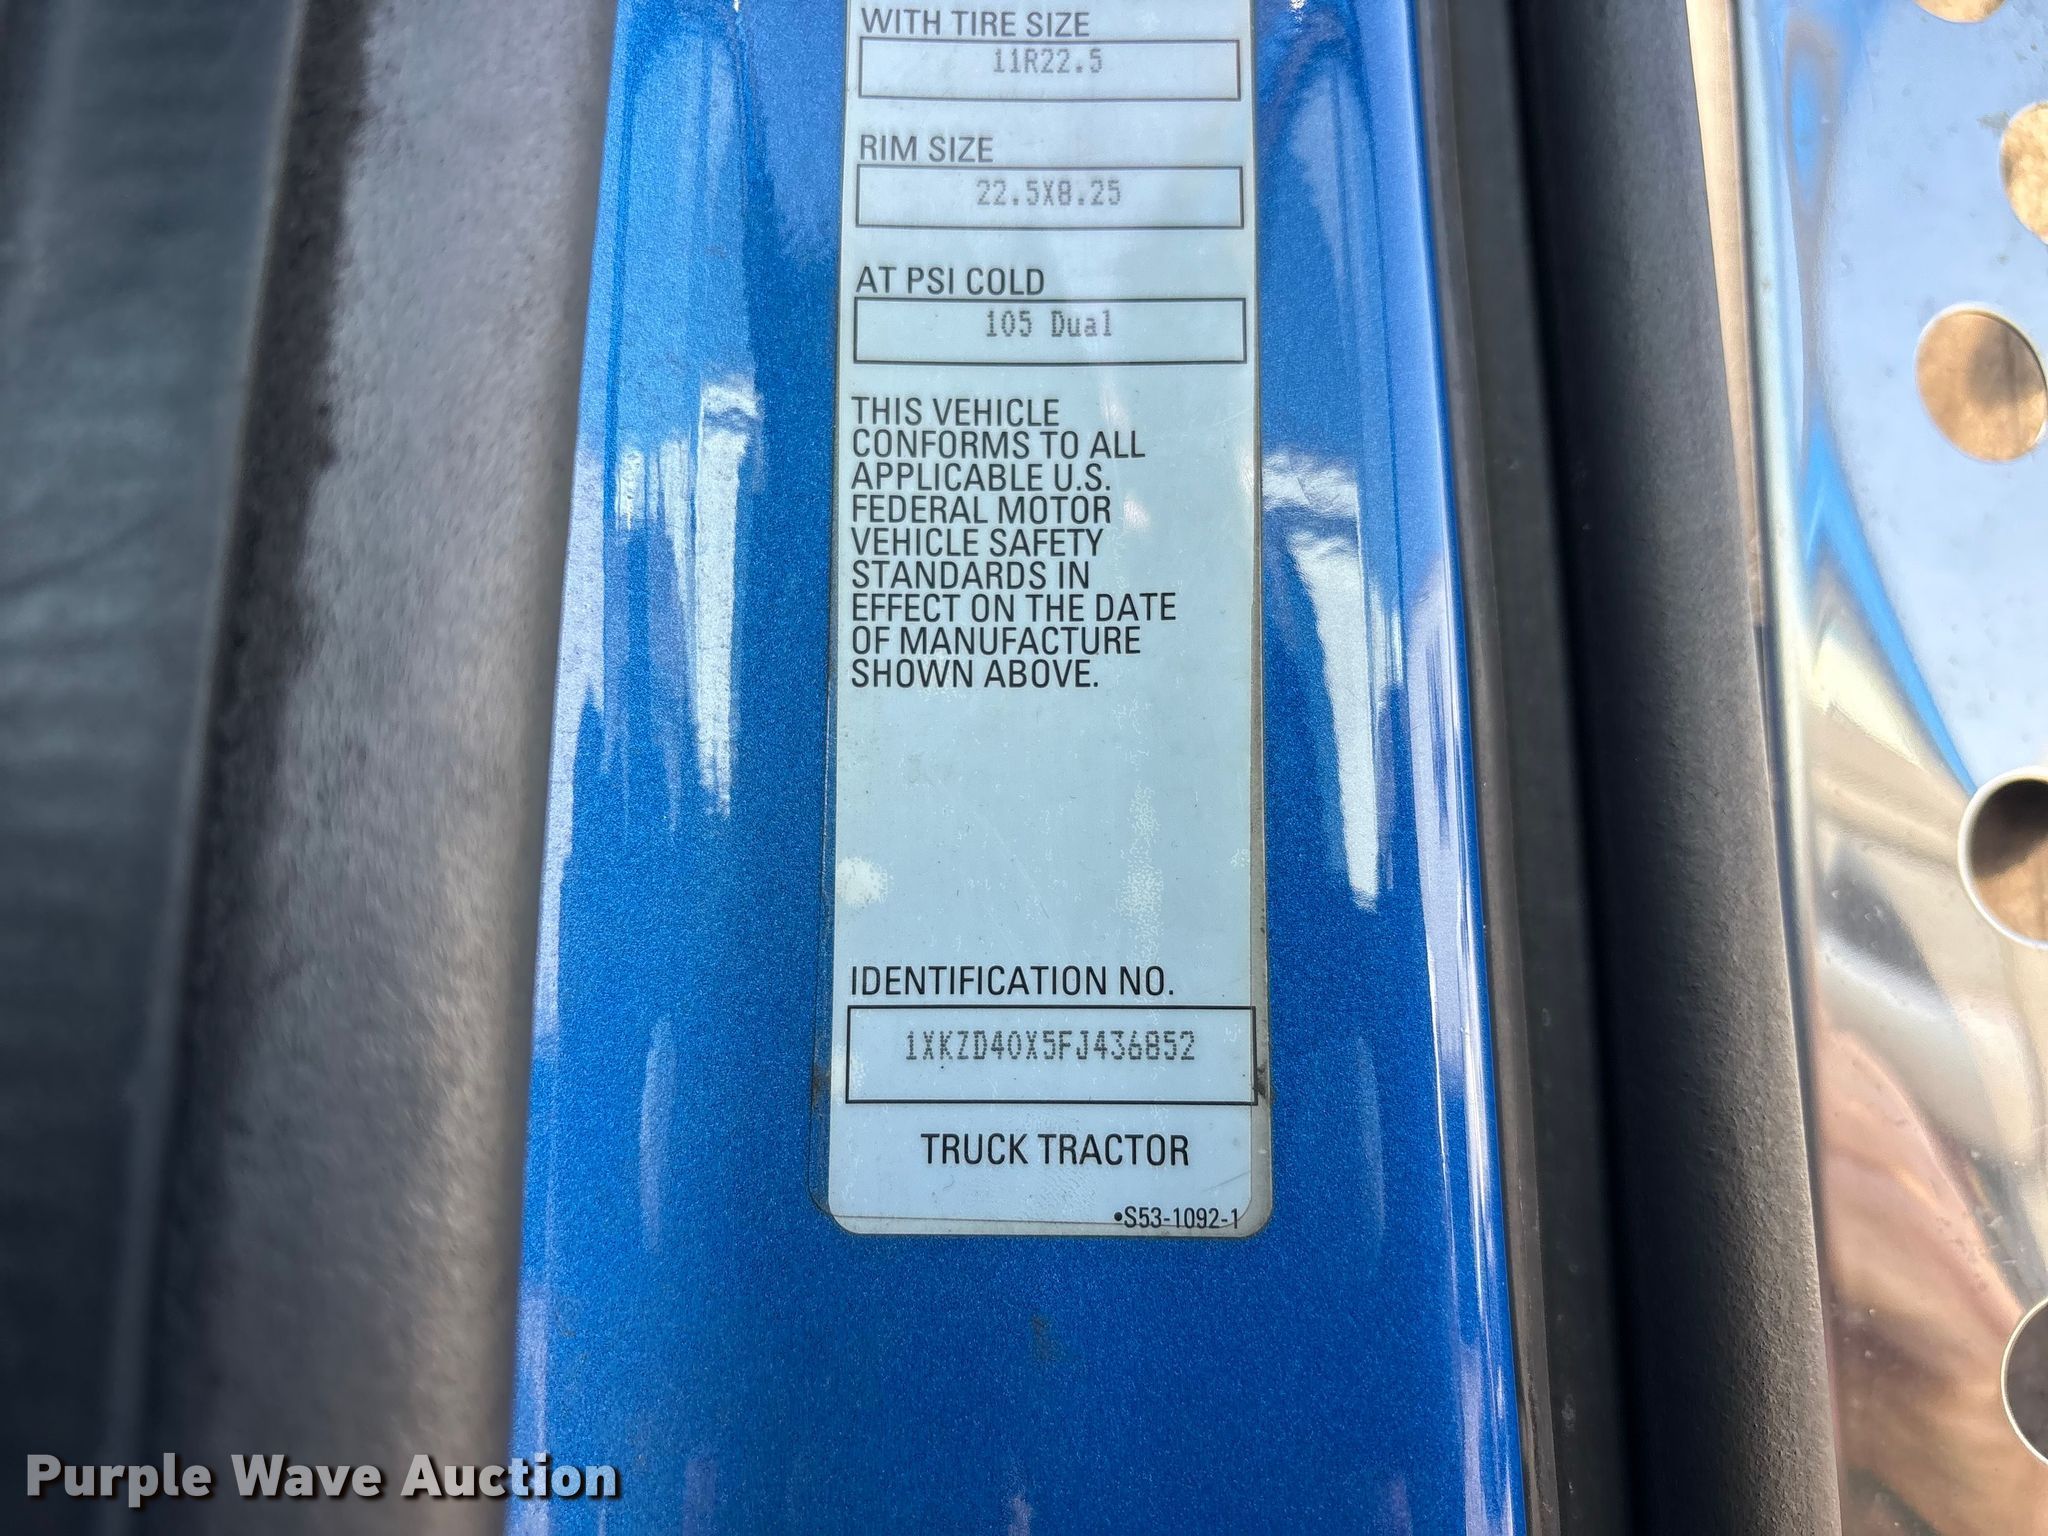 WITH TIRE SIZE
11R22.5
RIM SIZE
22.5X8.25
AT PSI COLD
105 Dual
THIS VEHICLE
CONFORMS TO ALL
APPLICABLE U.S.
FEDERAL MOTOR
VEHICLE SAFETY
STANDARDS IN
EFFECT ON THE DATE
OF MANUFACTURE
SHOWN ABOVE.
IDENTIFICATION NO.
1XKZD40X5FJ436852
TRUCK TRACTOR
•S53-1092-1
Purple Wave Auction